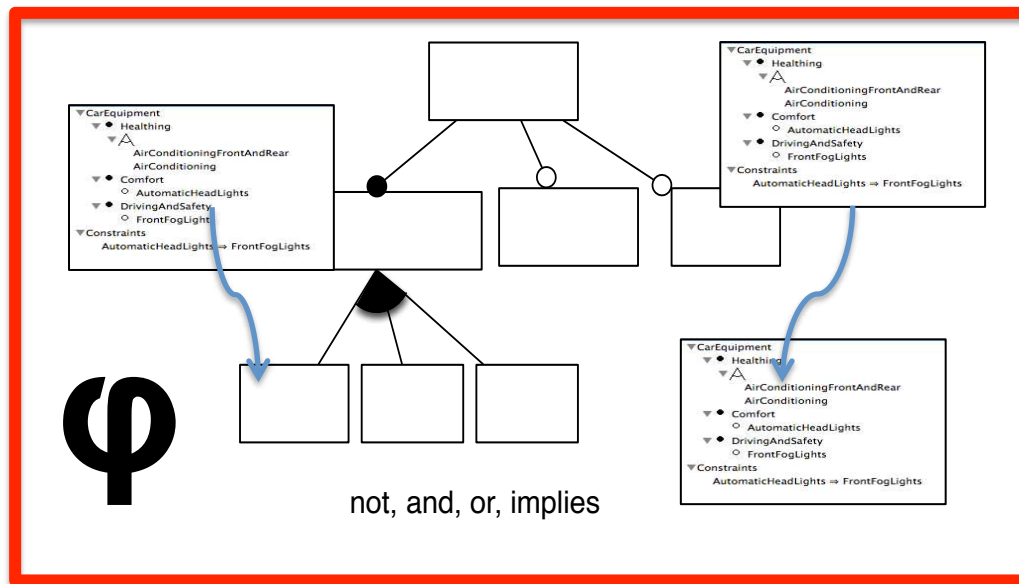 CarEquipment
Healthing
AirConditioningFrontAndRear
AirConditioning
Comfort
AutomaticHeadLights
DrivingAndSafety
FrontFogLights
Constraints
AutomaticHeadLights ⇒ FrontFogLights
CarEquipment
Healthing
AirConditioningFrontAndRear
AirConditioning
Comfort
AutomaticHeadLights
DrivingAndSafety
FrontFogLights
Constraints
AutomaticHeadLights ⇒ FrontFogLights
CarEquipment
Healthing
AirConditioningFrontAndRear
AirConditioning
Comfort
AutomaticHeadLights
DrivingAndSafety
FrontFogLights
Constraints
AutomaticHeadLights ⇒ FrontFogLights
φ
not, and, or, implies